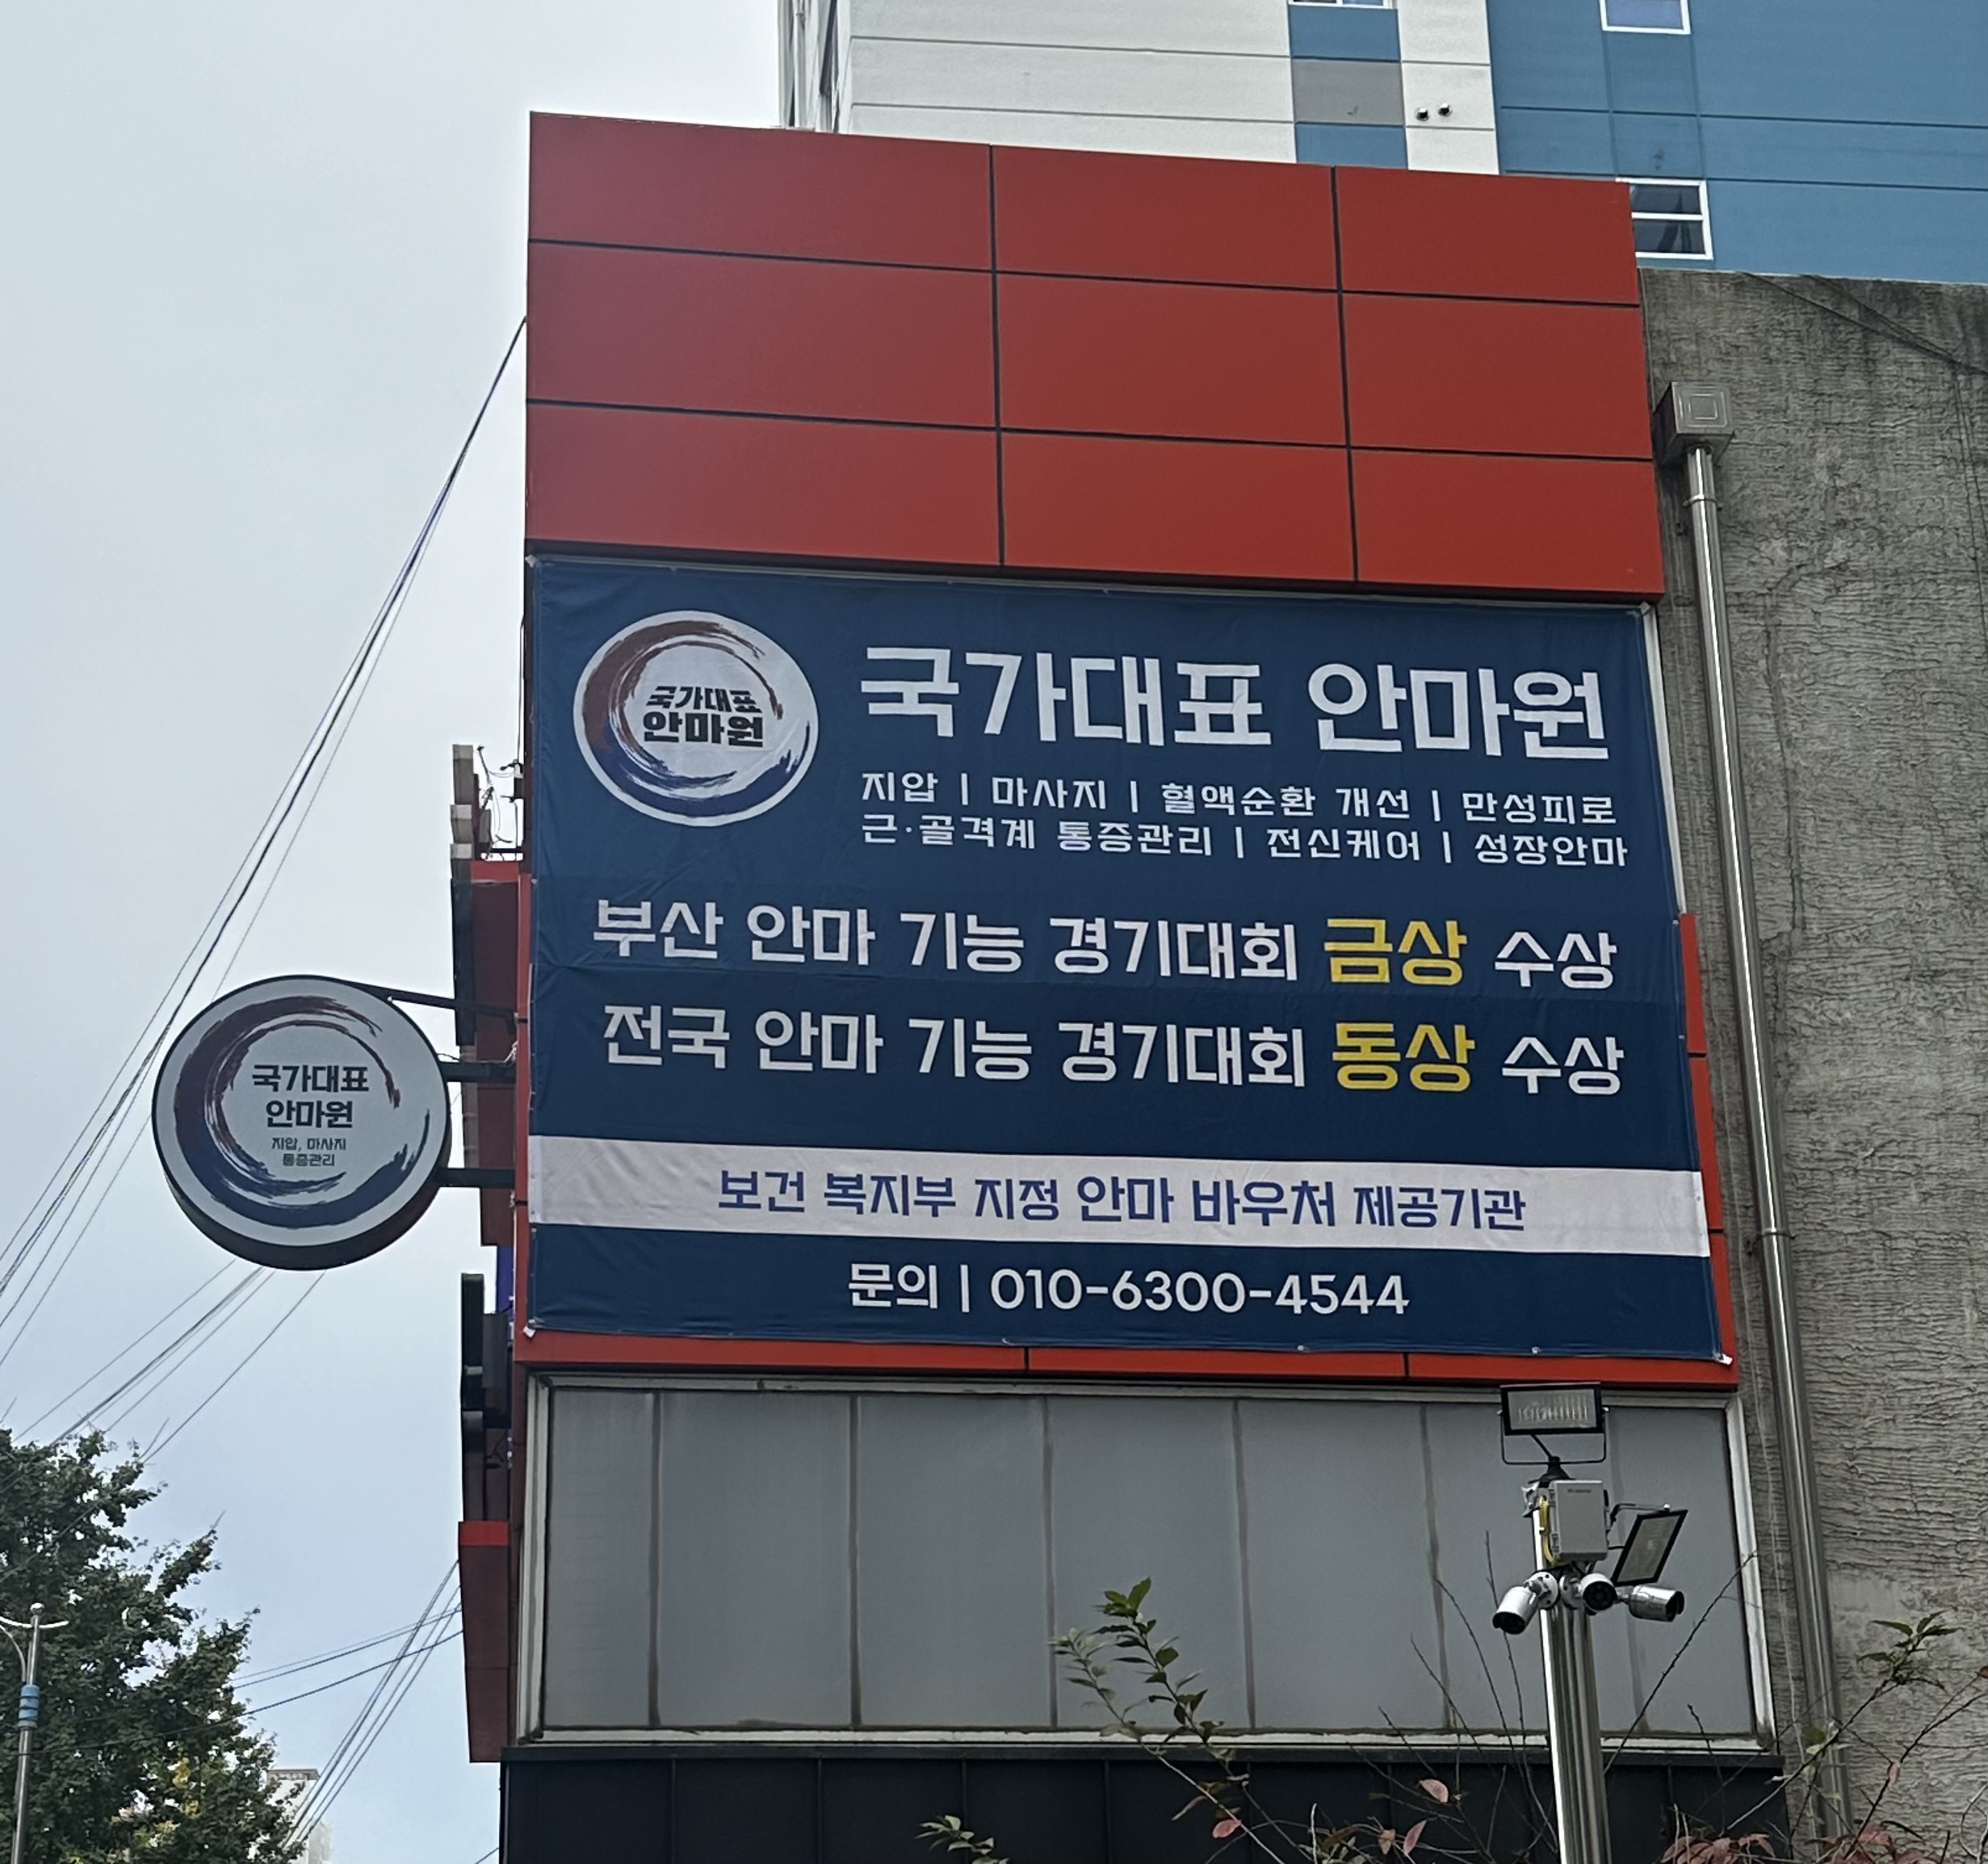 국가대표
안마원
국가대표 안마원
지압 | 마사지 | 혈액순환 개선 | 만성피로
근·골격계 통증관리 | 전신케어 | 성장안마
부산 안마 기능 경기대회 금상 수상
전국 안마 기능 경기대회 동상 수상
보건 복지부 지정 안마 바우처 제공기관
문의 | 010-6300-4544
국가대표
안마원
지압, 마사지
통증관리